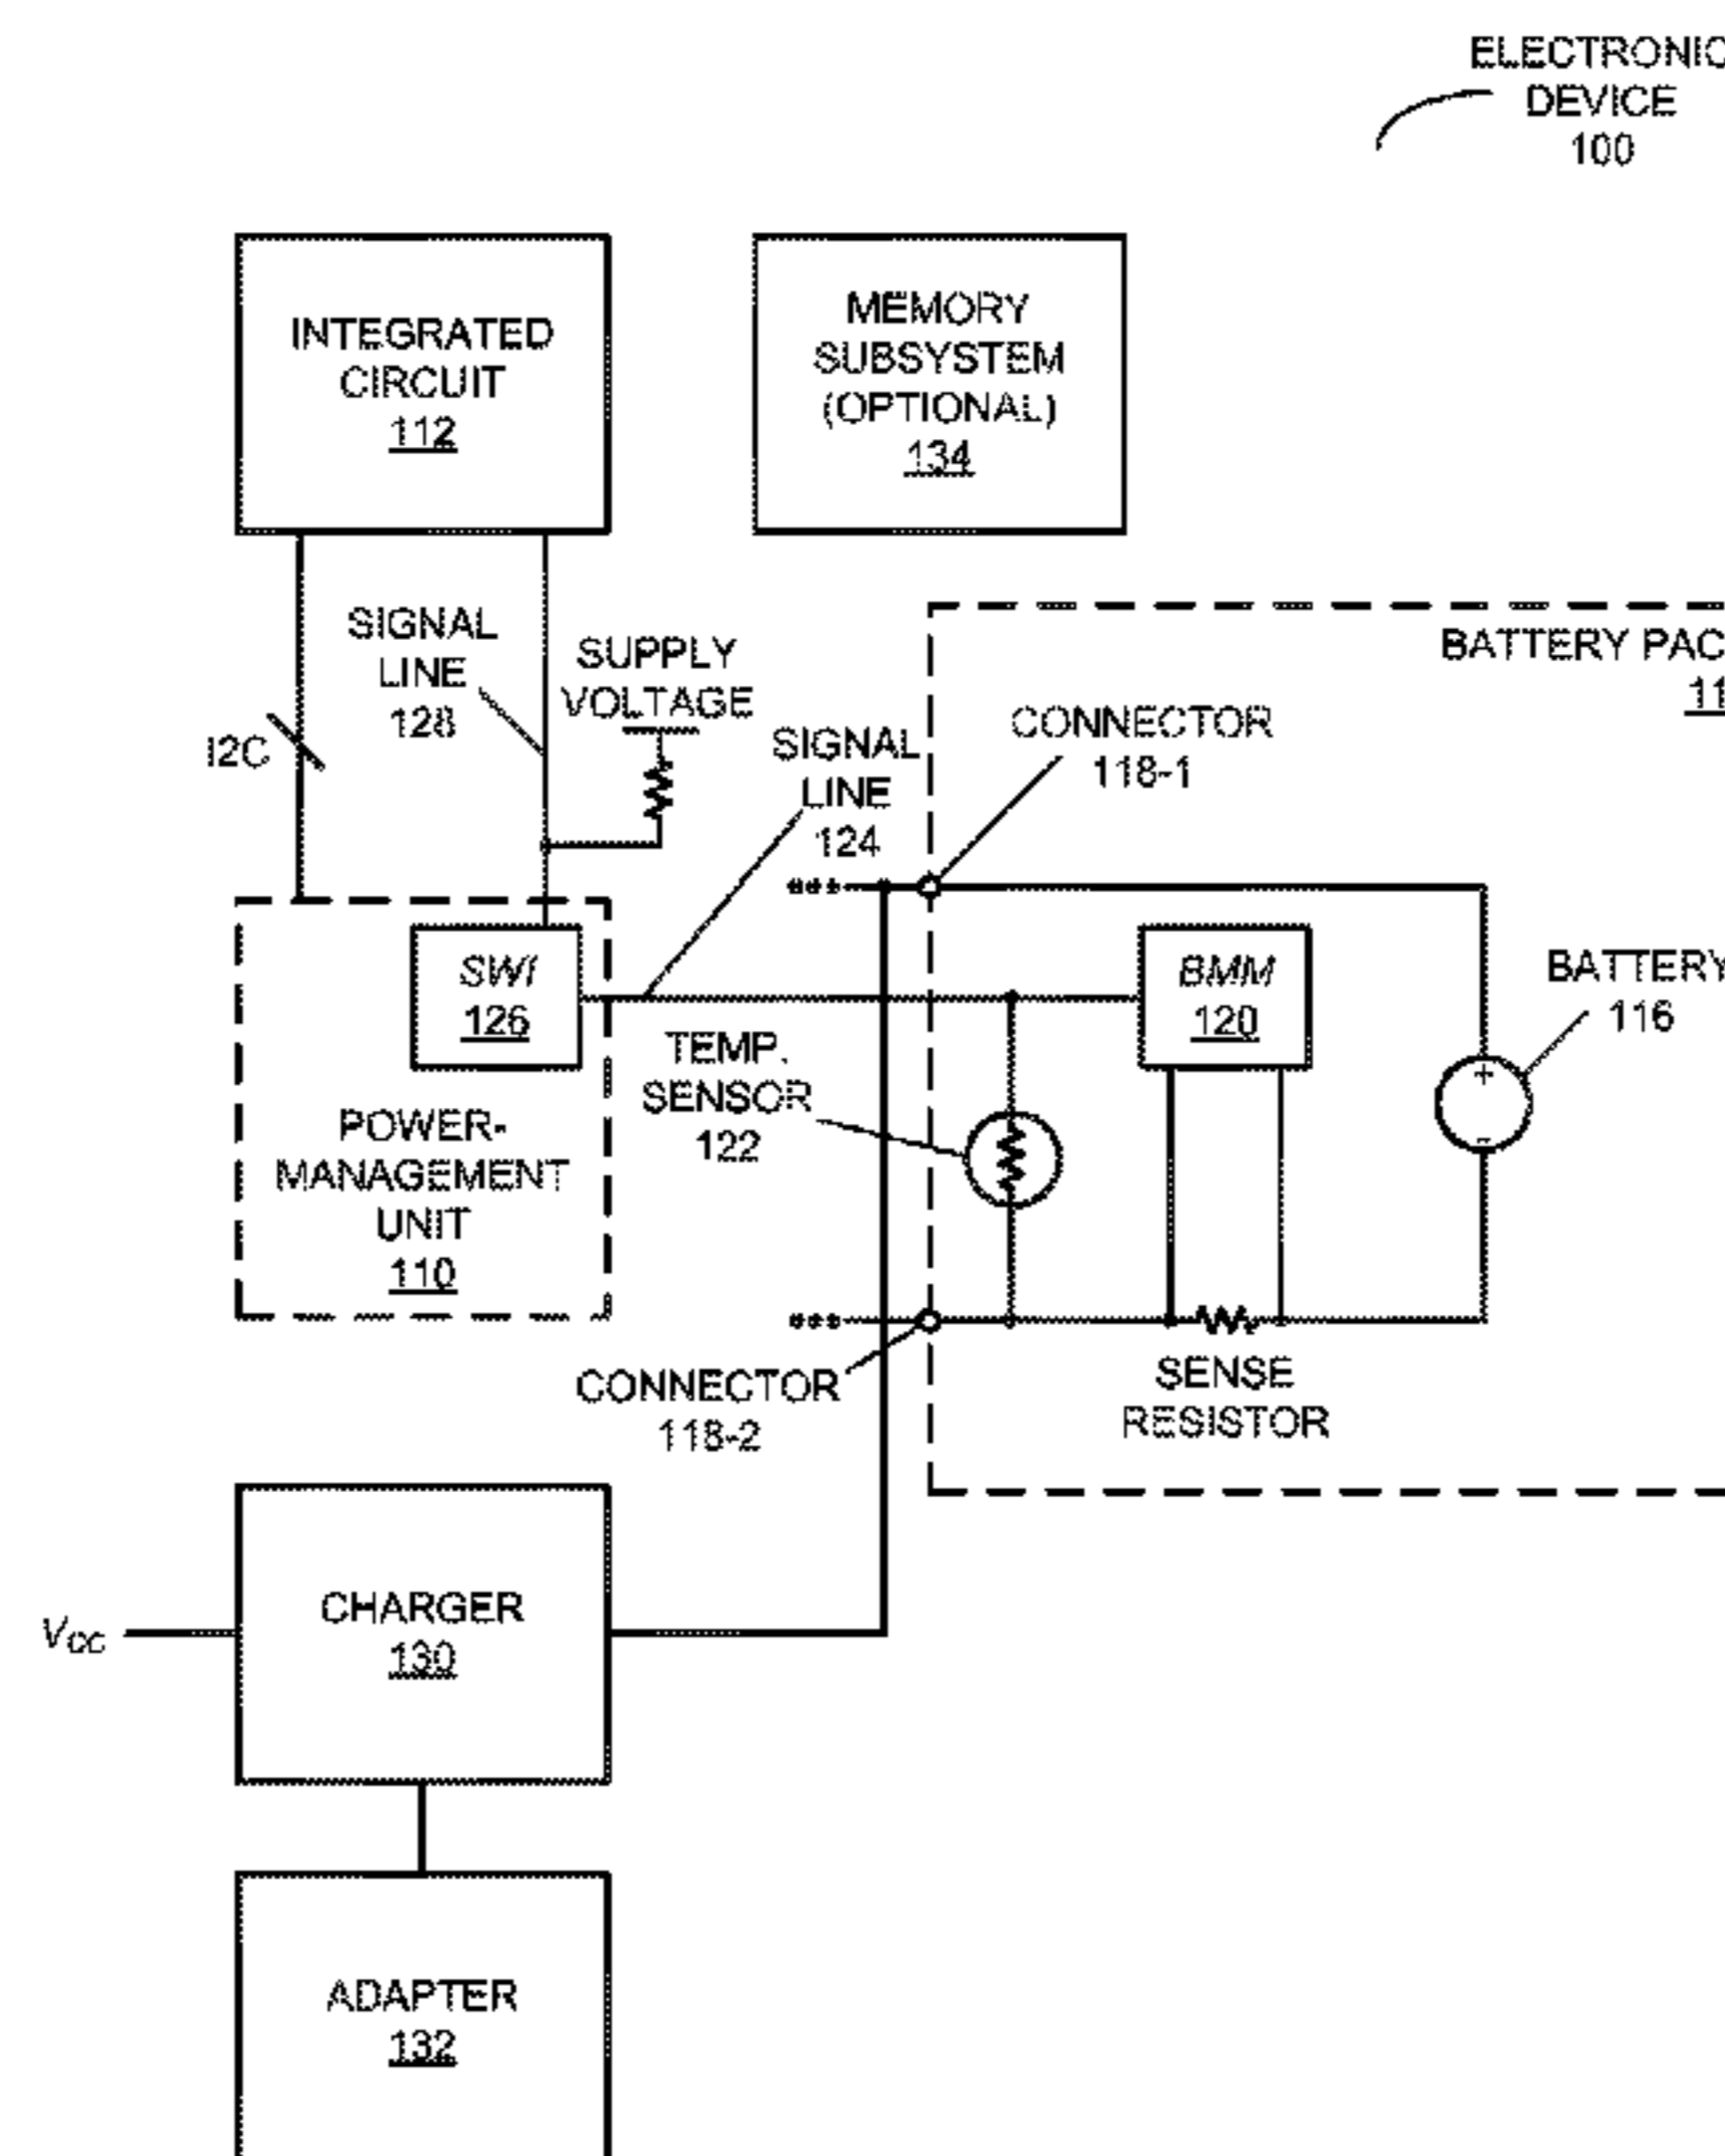 ELECTRONIC
DEVICE
100
INTEGRATED
CIRCUIT
112
MEMORY
SUBSYSTEM
(OPTIONAL)
134
SIGNAL
LINE
128
SUPPLY
VOLTAGE
I2C
SIGNAL
LINE
124
BATTERY PAC
11
CONNECTOR
118-1
SWI
126
BMM
120
BATTERY
116
+
-
TEMP.
SENSOR
122
POWER-
MANAGEMENT
UNIT
110
CONNECTOR
118-2
SENSE
RESISTOR
CHARGER
130
Vcc
ADAPTER
132